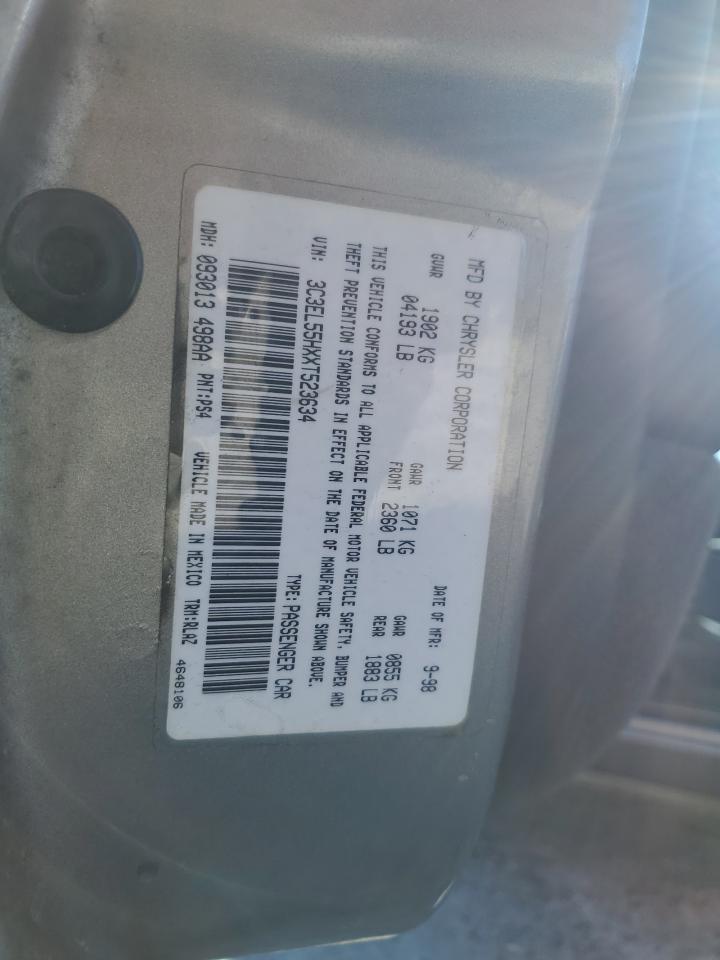 MFD BY CHRYSLER CORPORATION DATE OF MFR: 9-98
GVWR 1902 KG GAWR 1071 KG GAWR 0855 KG
04193 LB FRONT 2360 LB REAR 1883 LB
THIS VEHICLE CONFORMS TO ALL APPLICABLE FEDERAL MOTOR VEHICLE SAFETY, BUMPER AND
THEFT PREVENTION STANDARDS IN EFFECT ON THE DATE OF MANUFACTURE SHOWN ABOVE.
VIN: 3C3EL55HXXT523634 TYPE: PASSENGER CAR
MDH: 093013 498AA PNT:PS4 VEHICLE MADE IN MEXICO TRM:RLAZ
4648106